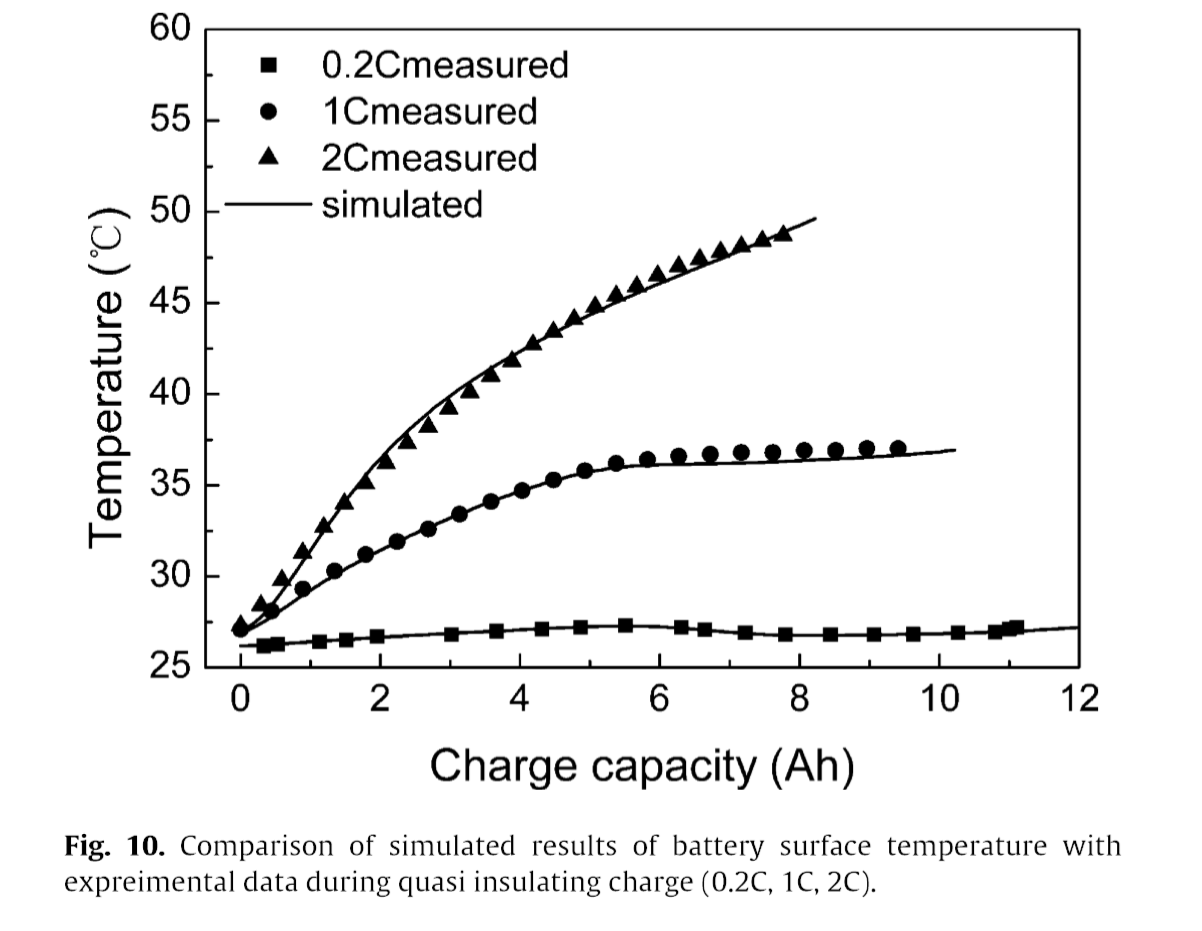 60
55
50
45
40
35
30
25
Temperature (℃)
0.2Cmeasured
1Cmeasured
2Cmeasured
simulated
0 2 4 6 8 10 12
Charge capacity (Ah)
Fig. 10. Comparison of simulated results of battery surface temperature with
expreimental data during quasi insulating charge (0.2C, 1C, 2C).